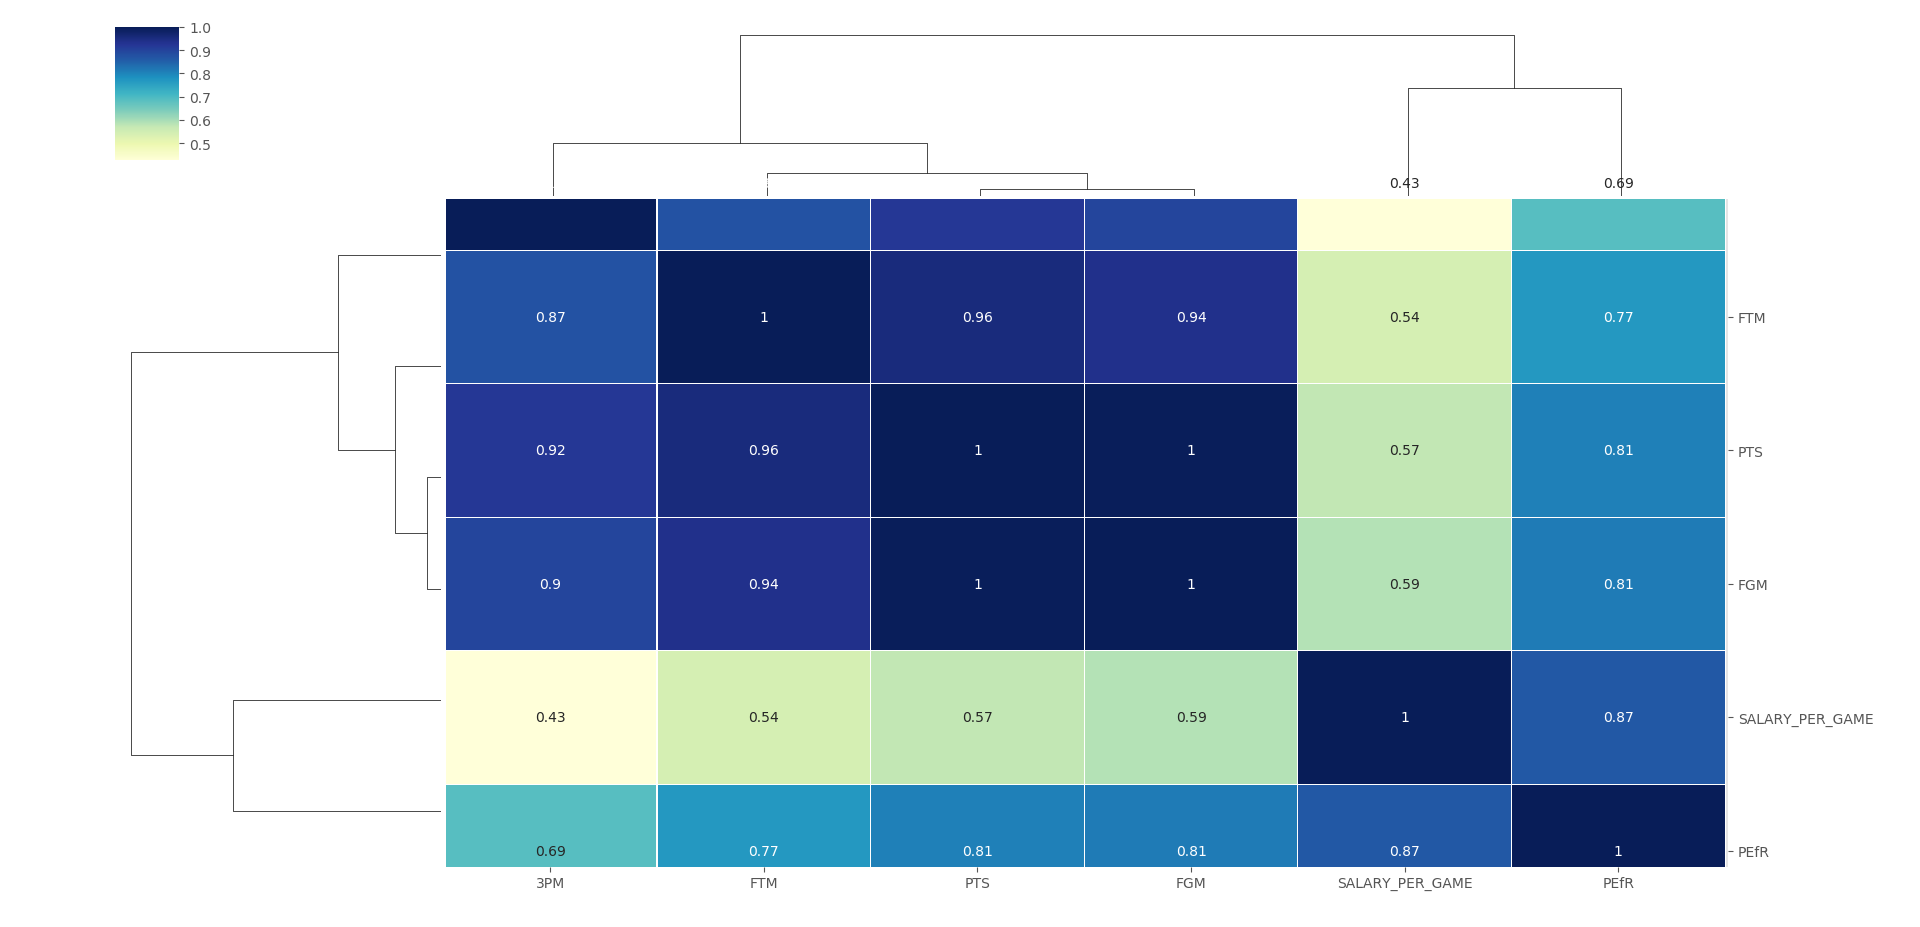 1.0
0.9
0.8
0.7
0.6
0.5
0.43 0.69
0.87 1 0.96 0.94 0.54 0.77 FTM
0.92 0.96 1 1 0.57 0.81 PTS
0.9 0.94 1 1 0.59 0.81 FGM
0.43 0.54 0.57 0.59 1 0.87 SALARY_PER_GAME
0.69 0.77 0.81 0.81 0.87 1 PEfR
3PM FTM PTS FGM SALARY_PER_GAME PEfR